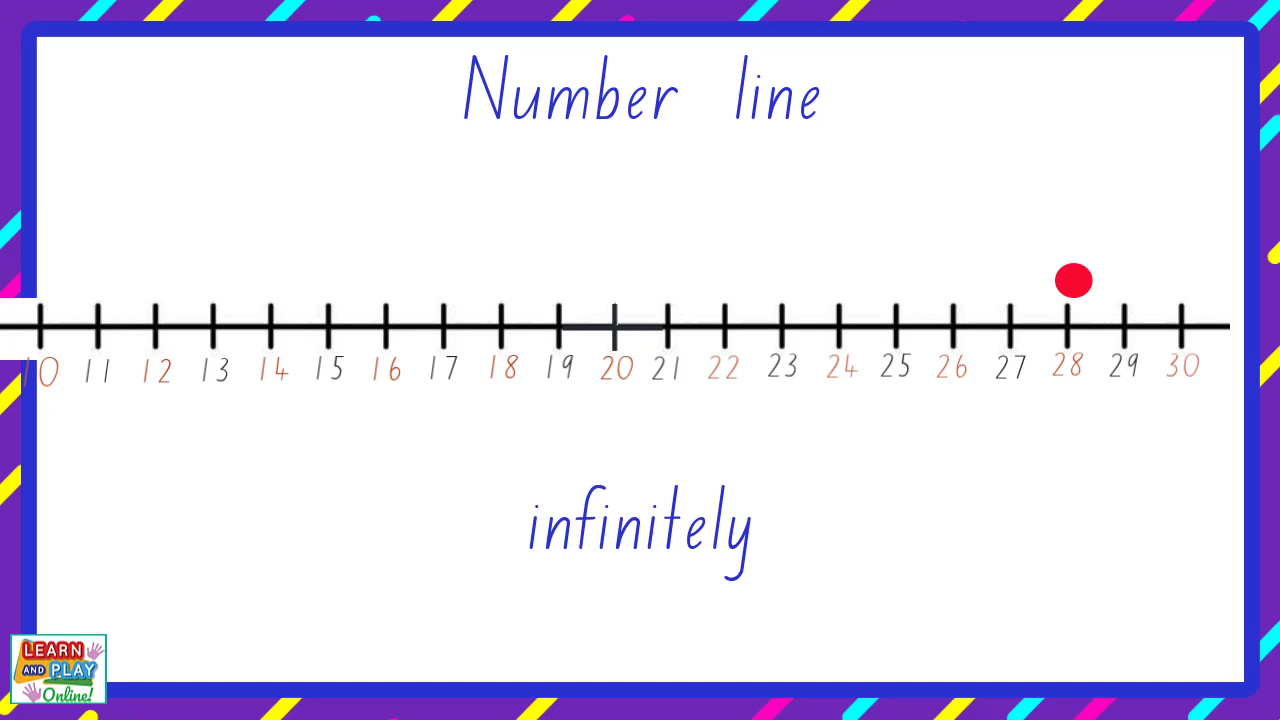 Number line
10 11 12 13 14 15 16 17 18 19 20 21 22 23 24 25 26 27 28 29 30
infinitely
LEARN
AND PLAY
Online!